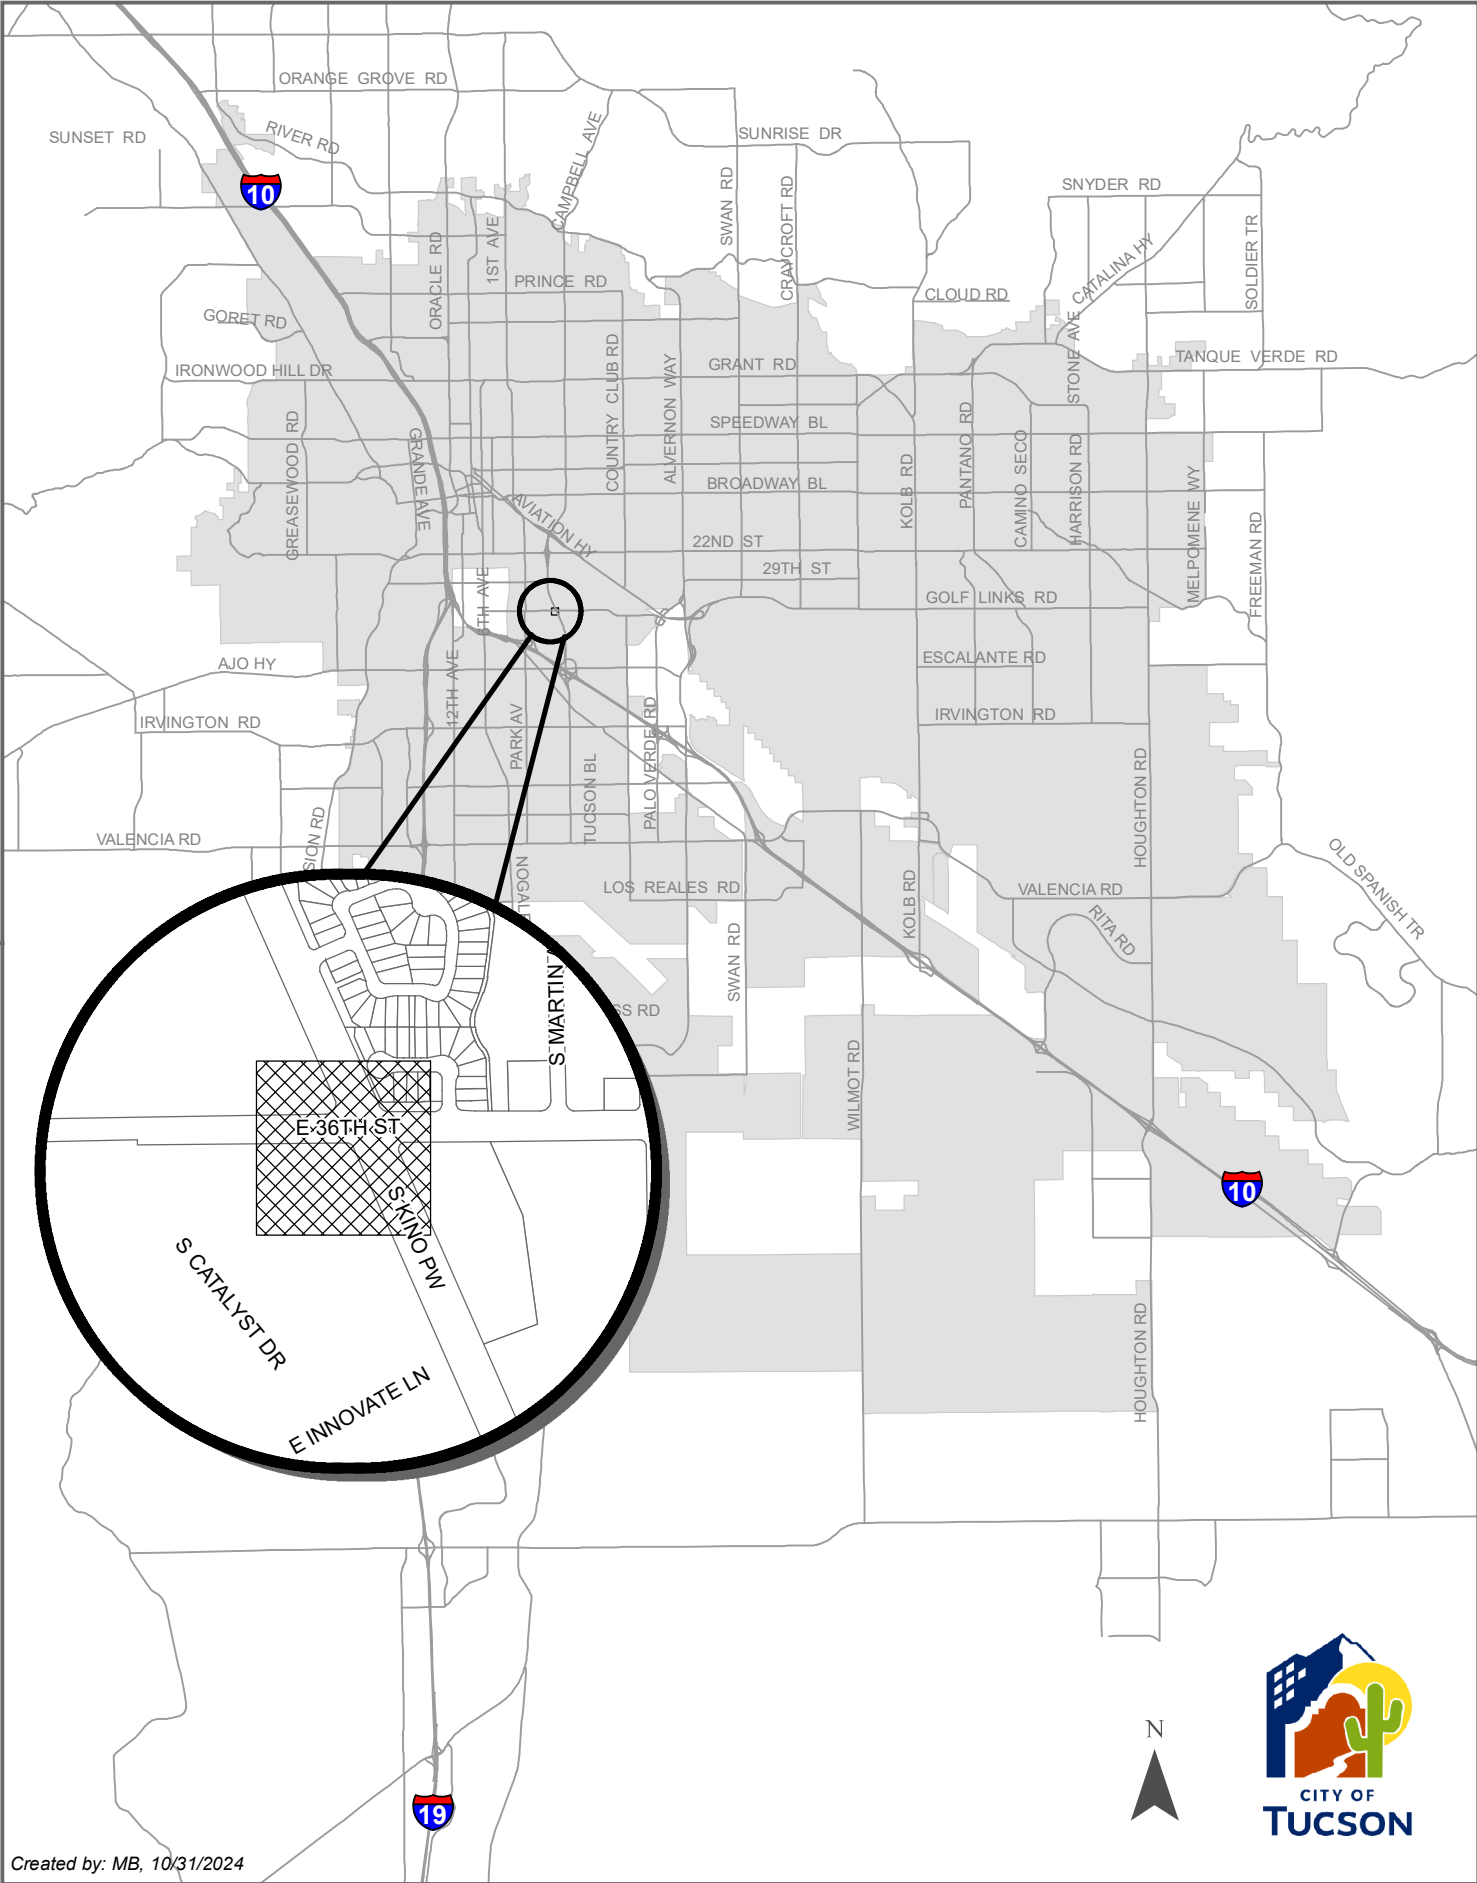 ORANGE GROVE RD
SUNSET RD
RIVER RD
CAMPBELL AVE
SUNRISE DR
10
SNYDER RD
SWAN RD
CRAYCROFT RD
ORACLE RD
1ST AVE
SOLDIER TR
CATALINA HY
PRINCE RD
CLOUD RD
GORET RD
STONE AVE
IRONWOOD HILL DR
COUNTRY CLUB RD
ALVERNON WAY
GRANT RD
TANQUE VERDE RD
GREASEWOOD RD
GRANDE AVE
SPEEDWAY BL
PANTANO RD
CAMINO SECO
HARRISON RD
KOLB RD
MELPOMENE WY
BROADWAY BL
AVIATION HY
22ND ST
FREEMAN RD
29TH ST
6TH AVE
GOLF LINKS RD
AJO HY
12TH AVE
ESCALANTE RD
IRVINGTON RD
PARK AV
PALO VERDE RD
IRVINGTON RD
TUCSON BL
HOUGHTON RD
VALENCIA RD
SION RD
NOGALE
LOS REALES RD
KOLB RD
VALENCIA RD
OLD SPANISH TR
RITA RD
SWAN RD
S MARTIN A
SS RD
WILMOT RD
E 36TH ST
10
S KINO PW
S CATALYST DR
E INNOVATE LN
HOUGHTON RD
N
19
CITY OF
TUCSON
Created by: MB, 10/31/2024